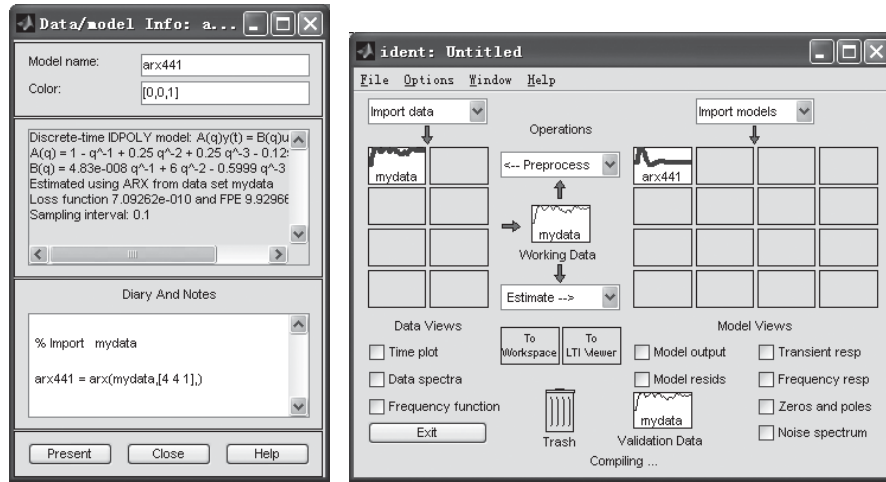 Data/model Info: a...
Model name:
arx441
Color:
[0,0,1]
Discrete-time IDPOLY model: A(q)y(t) = B(q)u
A(q) = 1 - q^-1 + 0.25 q^-2 + 0.25 q^-3 - 0.12
B(q) = 4.83e-008 q^-1 + 6 q^-2 - 0.5999 q^-3
Estimated using ARX from data set mydata
Loss function 7.09262e-010 and FPE 9.92966
Sampling interval: 0.1
Diary And Notes
% Import mydata
arx441 = arx(mydata,[4 4 1],)
Present
Close
Help
ident: Untitled
File Options Window Help
Import data
Operations
Import models
mydata
<-- Preprocess
arx441
mydata
Working Data
Estimate -->
Data Views
To Workspace
To LTI Viewer
Model Views
Time plot
Model output
Transient resp
Data spectra
Model resids
Frequency resp
Frequency function
mydata
Zeros and poles
Exit
Trash
Validation Data
Noise spectrum
Compiling ...